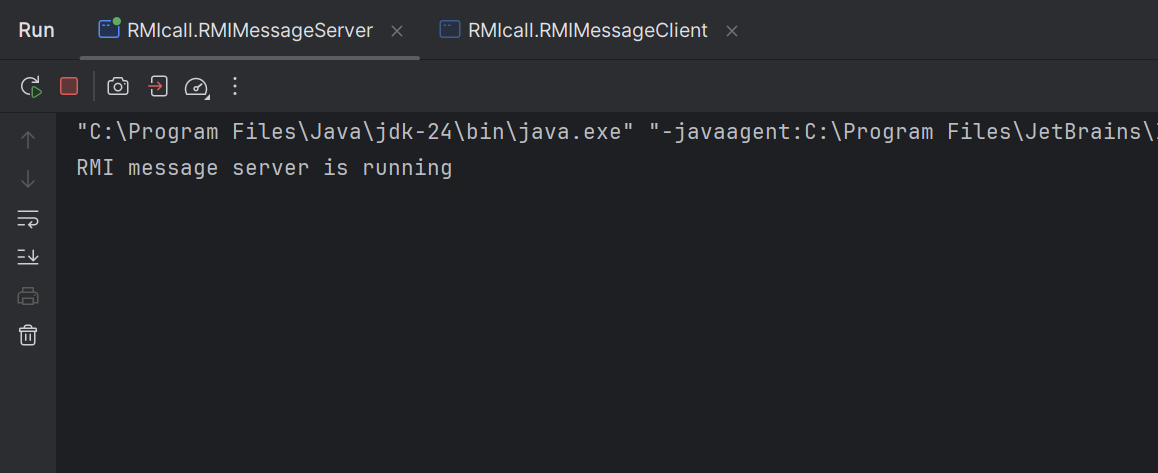 Run RMIcall.RMIMessageServer RMIcall.RMIMessageClient
"C:\Program Files\Java\jdk-24\bin\java.exe" "-javaagent:C:\Program Files\JetBrains\
RMI message server is running